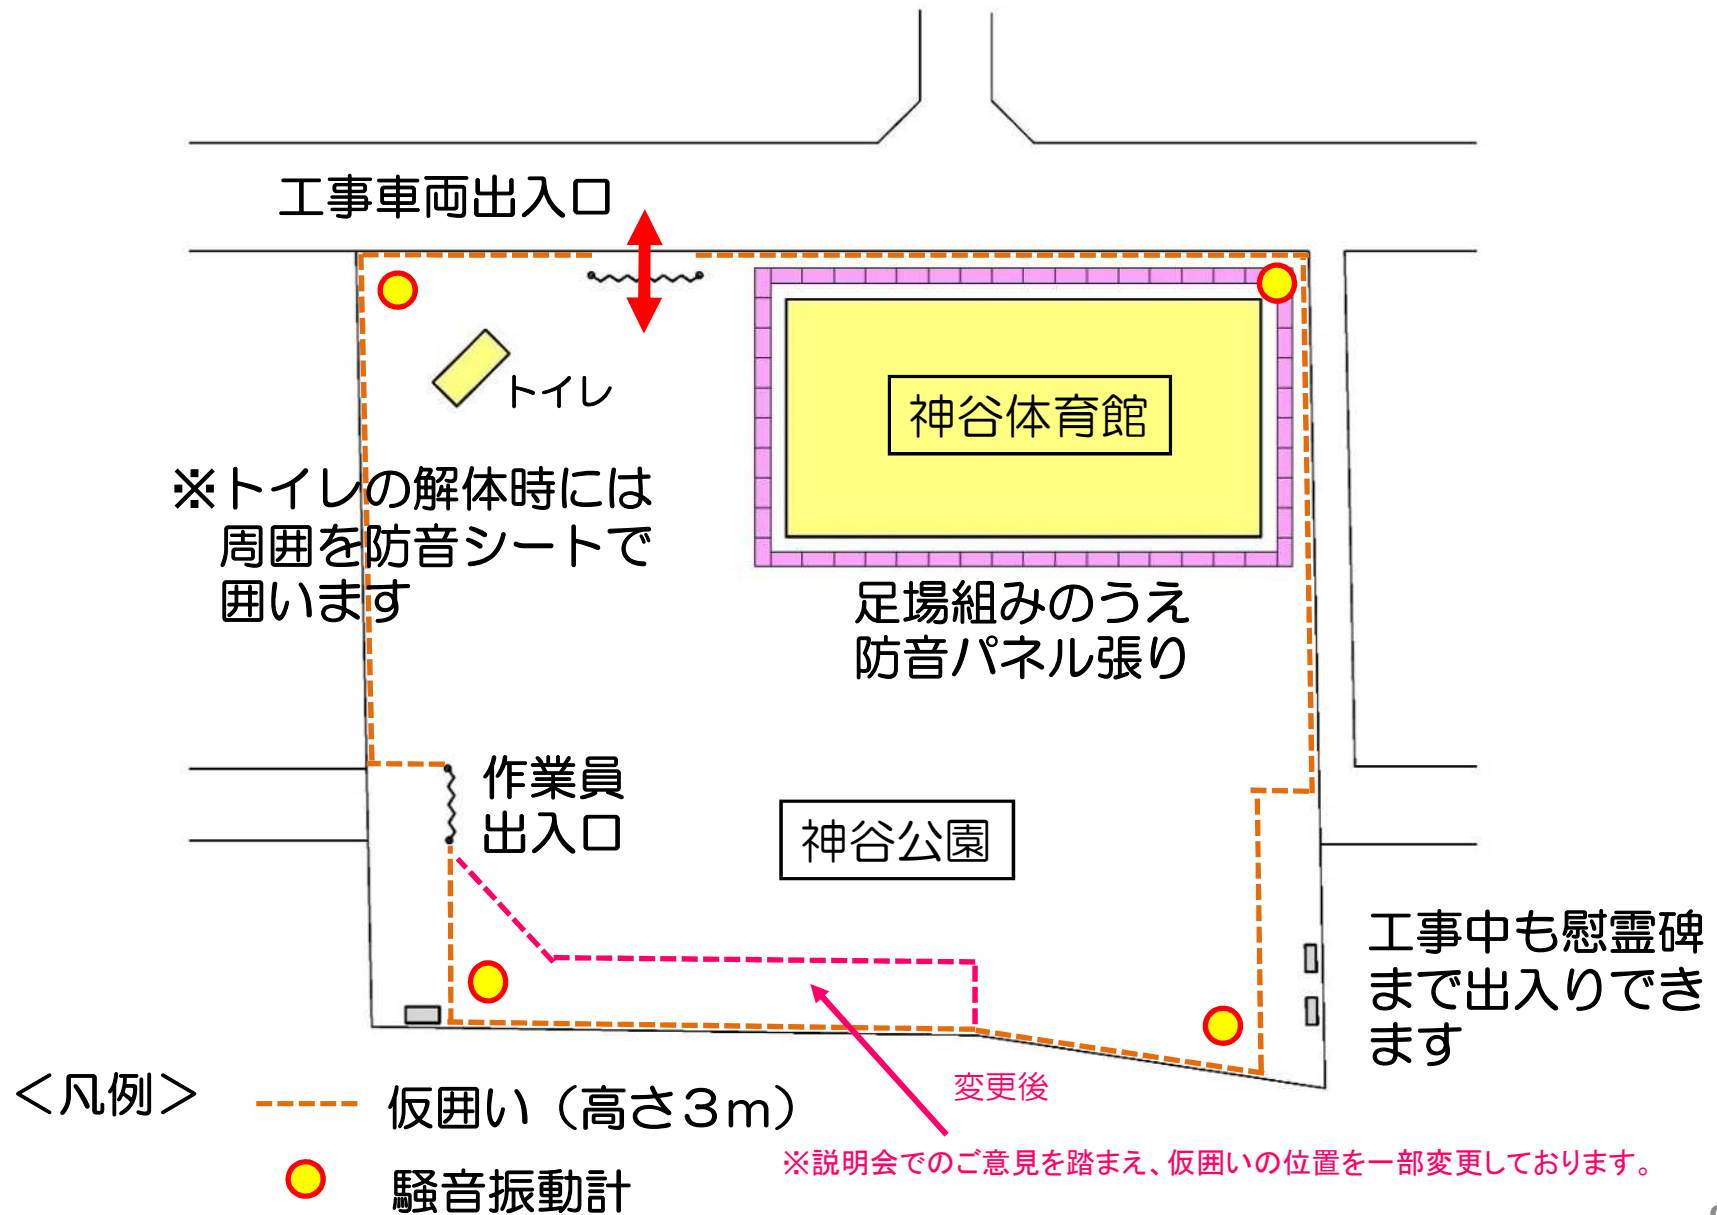 工事車両出入口
トイレ
神谷体育館
※トイレの解体時には
周囲を防音シートで
囲います
足場組みのうえ
防音パネル張り
作業員
出入口
神谷公園
工事中も慰霊碑
まで出入りでき
ます
変更後
※説明会でのご意見を踏まえ、仮囲いの位置を一部変更しております。
＜凡例＞
仮囲い（高さ３ｍ）
騒音振動計